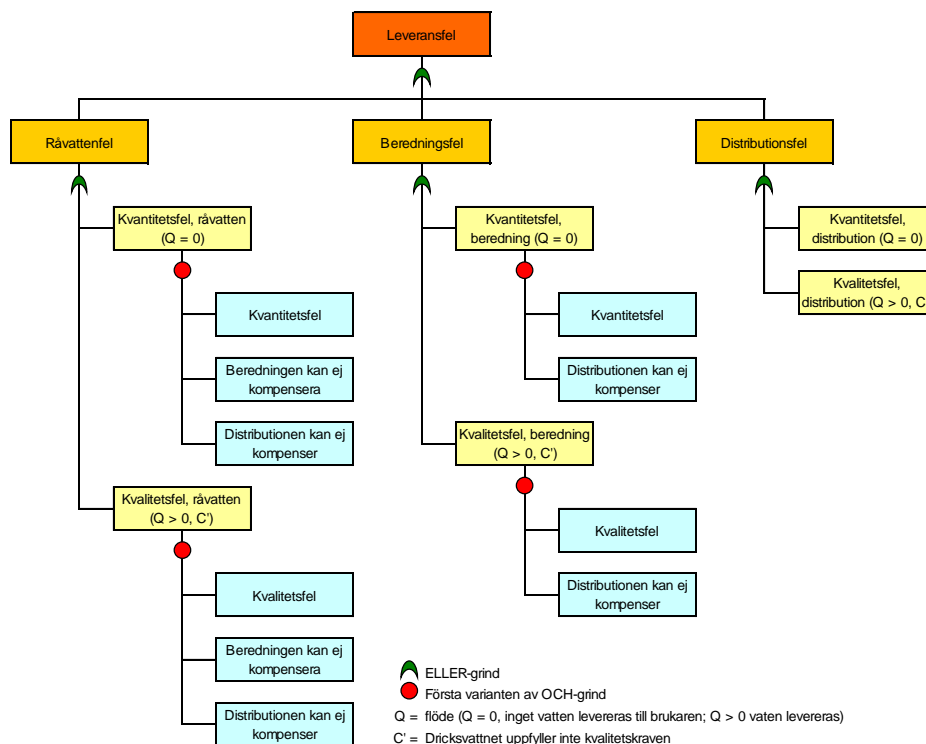 Leveransfel
Råvattenfel
Beredningsfel
Distributionsfel
Kvantitetsfel, råvatten
(Q = 0)
Kvantitetsfel
Beredningen kan ej
kompensera
Distributionen kan ej
kompenser
Kvalitetsfel, råvatten
(Q > 0, C')
Kvalitetsfel
Beredningen kan ej
kompensera
Distributionen kan ej
kompenser
Kvantitetsfel,
beredning (Q = 0)
Kvantitetsfel
Distributionen kan ej
kompenser
Kvalitetsfel, beredning
(Q > 0, C')
Kvalitetsfel
Distributionen kan ej
kompenser
Kvantitetsfel,
distribution (Q = 0)
Kvalitetsfel,
distribution (Q > 0, C
ELLER-grind
Första varianten av OCH-grind
Q = flöde (Q = 0, inget vatten levereras till brukaren; Q > 0 vaten levereras)
C' = Dricksvattnet uppfyller inte kvalitetskraven